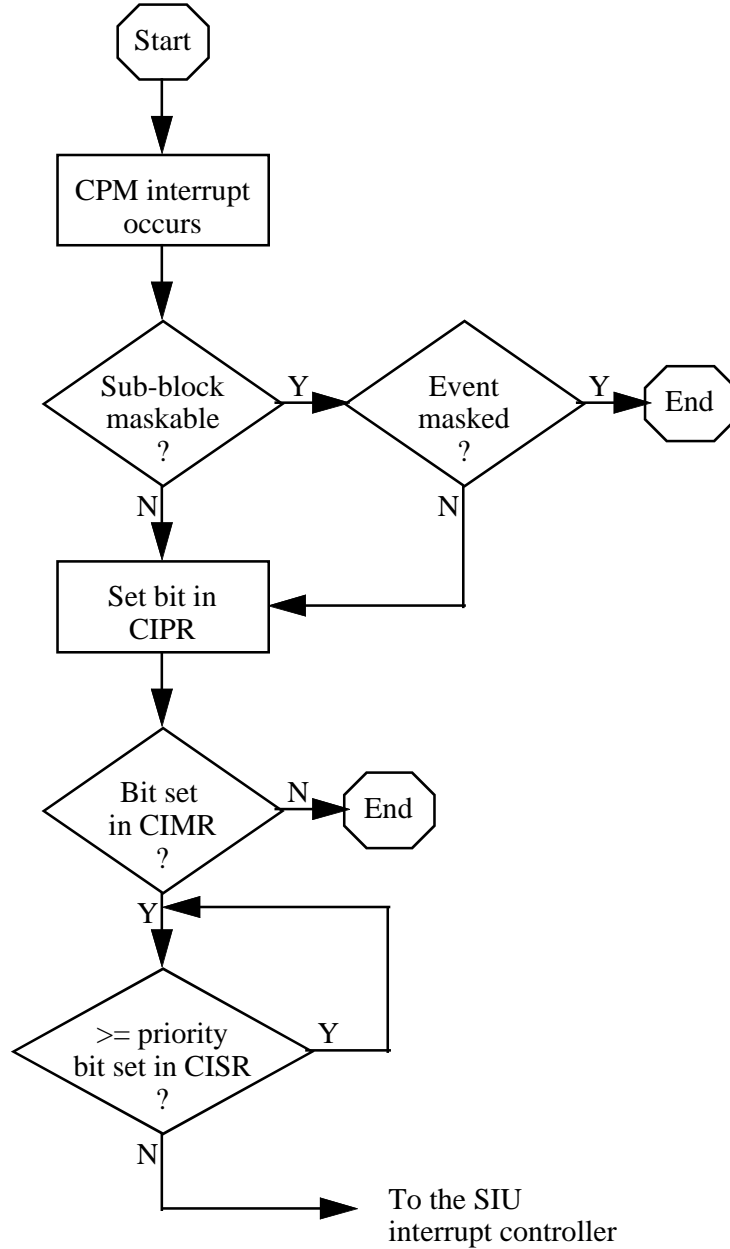 Start
CPM interrupt
occurs
Sub-block
maskable
?
Y
Event
masked
?
Y
End
N
N
Set bit in
CIPR
Bit set
in CIMR
?
N
End
Y
>= priority
bit set in CISR
?
Y
N
To the SIU
interrupt controller